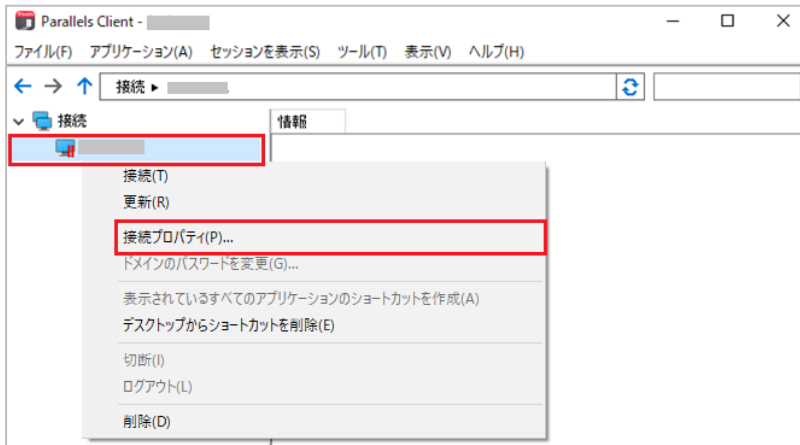 Parallels Client -
ファイル(F) アプリケーション(A) セッションを表示(S) ツール(T) 表示(V) ヘルプ(H)
接続 ▸
接続
情報
接続(T)
更新(R)
接続プロパティ(P)...
ドメインのパスワードを変更(G)...
表示されているすべてのアプリケーションのショートカットを作成(A)
デスクトップからショートカットを削除(E)
切断(I)
ログアウト(L)
削除(D)